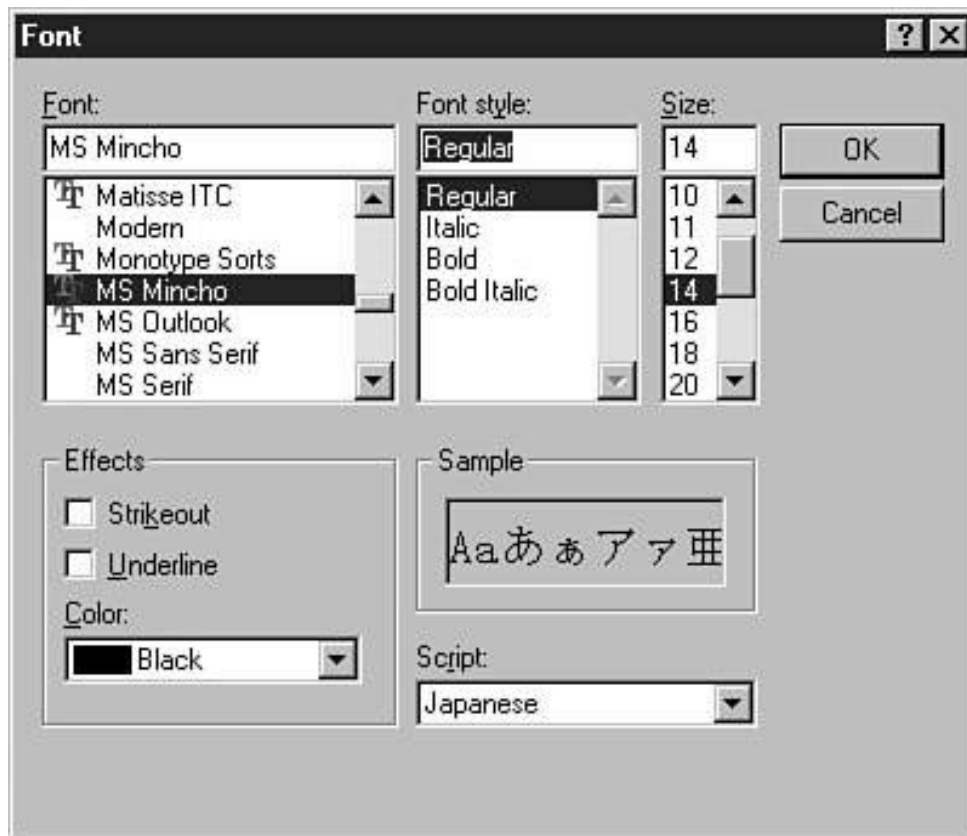 Font
Font:
MS Mincho
Matisse ITC
Modern
Monotype Sorts
MS Mincho
MS Outlook
MS Sans Serif
MS Serif
Font style:
Regular
Regular
Italic
Bold
Bold Italic
Size:
14
10
11
12
14
16
18
20
OK
Cancel
Effects
Strikeout
Underline
Color:
Black
Sample
Aaあぁアァ亜
Script:
Japanese